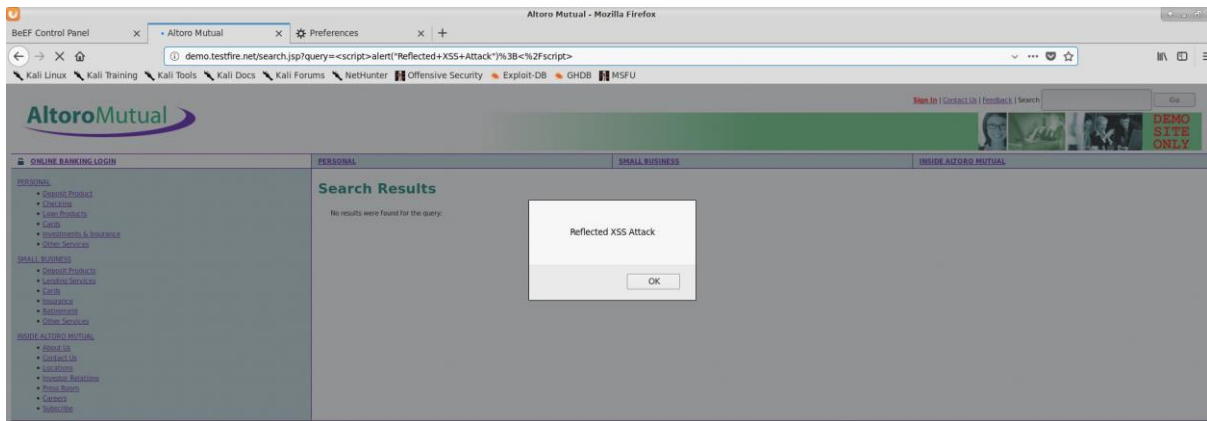 Altoro Mutual - Mozilla Firefox
BeEF Control Panel × • Altoro Mutual × Preferences × +
demo.testfire.net/search.jsp?query=<script>alert("Reflected+XSS+Attack")%3B<%2Fscript>
Kali Linux Kali Training Kali Tools Kali Docs Kali Forums NetHunter Offensive Security Exploit-DB GHDB MSFU
Sign In | Contact Us | Feedback | Search Go
AltoroMutual
DEMO
SITE
ONLY
ONLINE BANKING LOGIN PERSONAL SMALL BUSINESS INSIDE ALTORO MUTUAL
PERSONAL
• Deposit Product
• Checking
• Loan Products
• Cards
• Investments & Insurance
• Other Services
SMALL BUSINESS
• Deposit Products
• Lending Services
• Cards
• Insurance
• Retirement
• Other Services
INSIDE ALTORO MUTUAL
• About Us
• Contact Us
• Locations
• Investor Relations
• Press Room
• Careers
• Subscribe
Search Results
No results were found for the query:
Reflected XSS Attack
OK